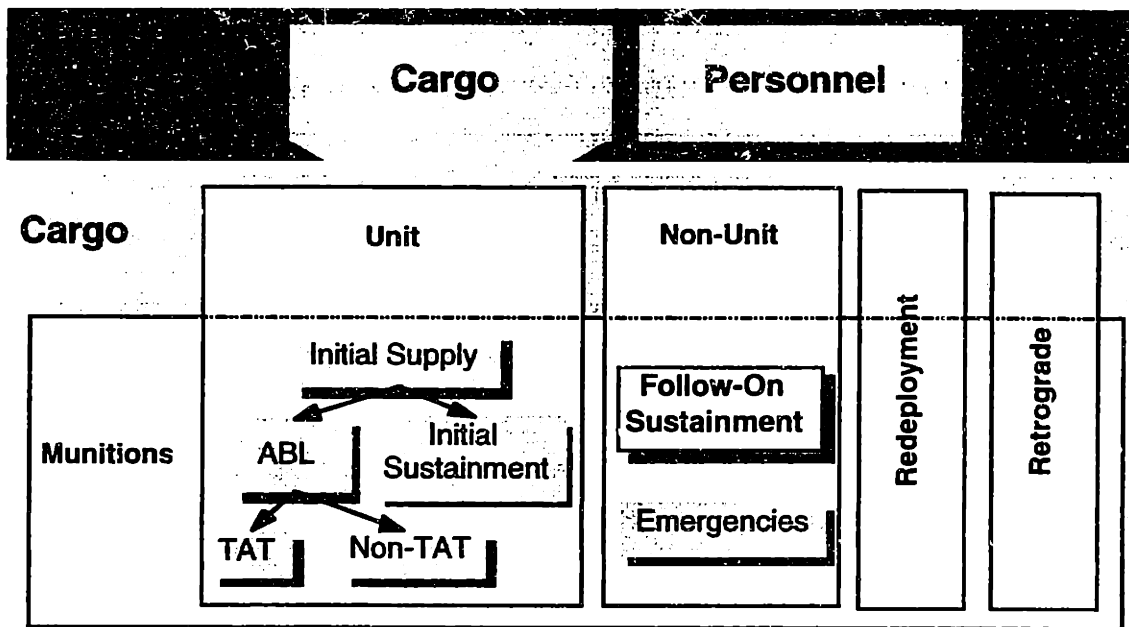 Cargo
Personnel
Cargo
Unit
Non-Unit
Redeployment
Retrograde
Munitions
Initial Supply
ABL
Initial
Sustainment
TAT
Non-TAT
Follow-On
Sustainment
Emergencies